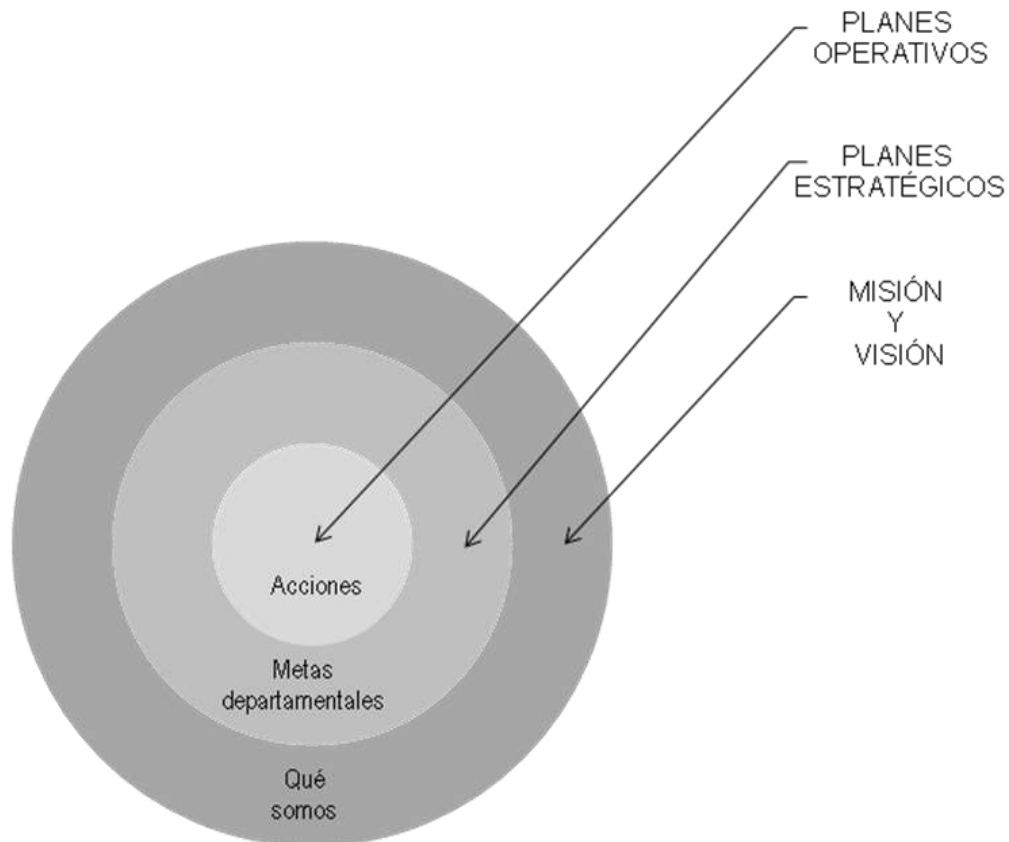 PLANES
OPERATIVOS
PLANES
ESTRATÉGICOS
MISIÓN
Y
VISIÓN
Acciones
Metas
departamentales
Qué
somos